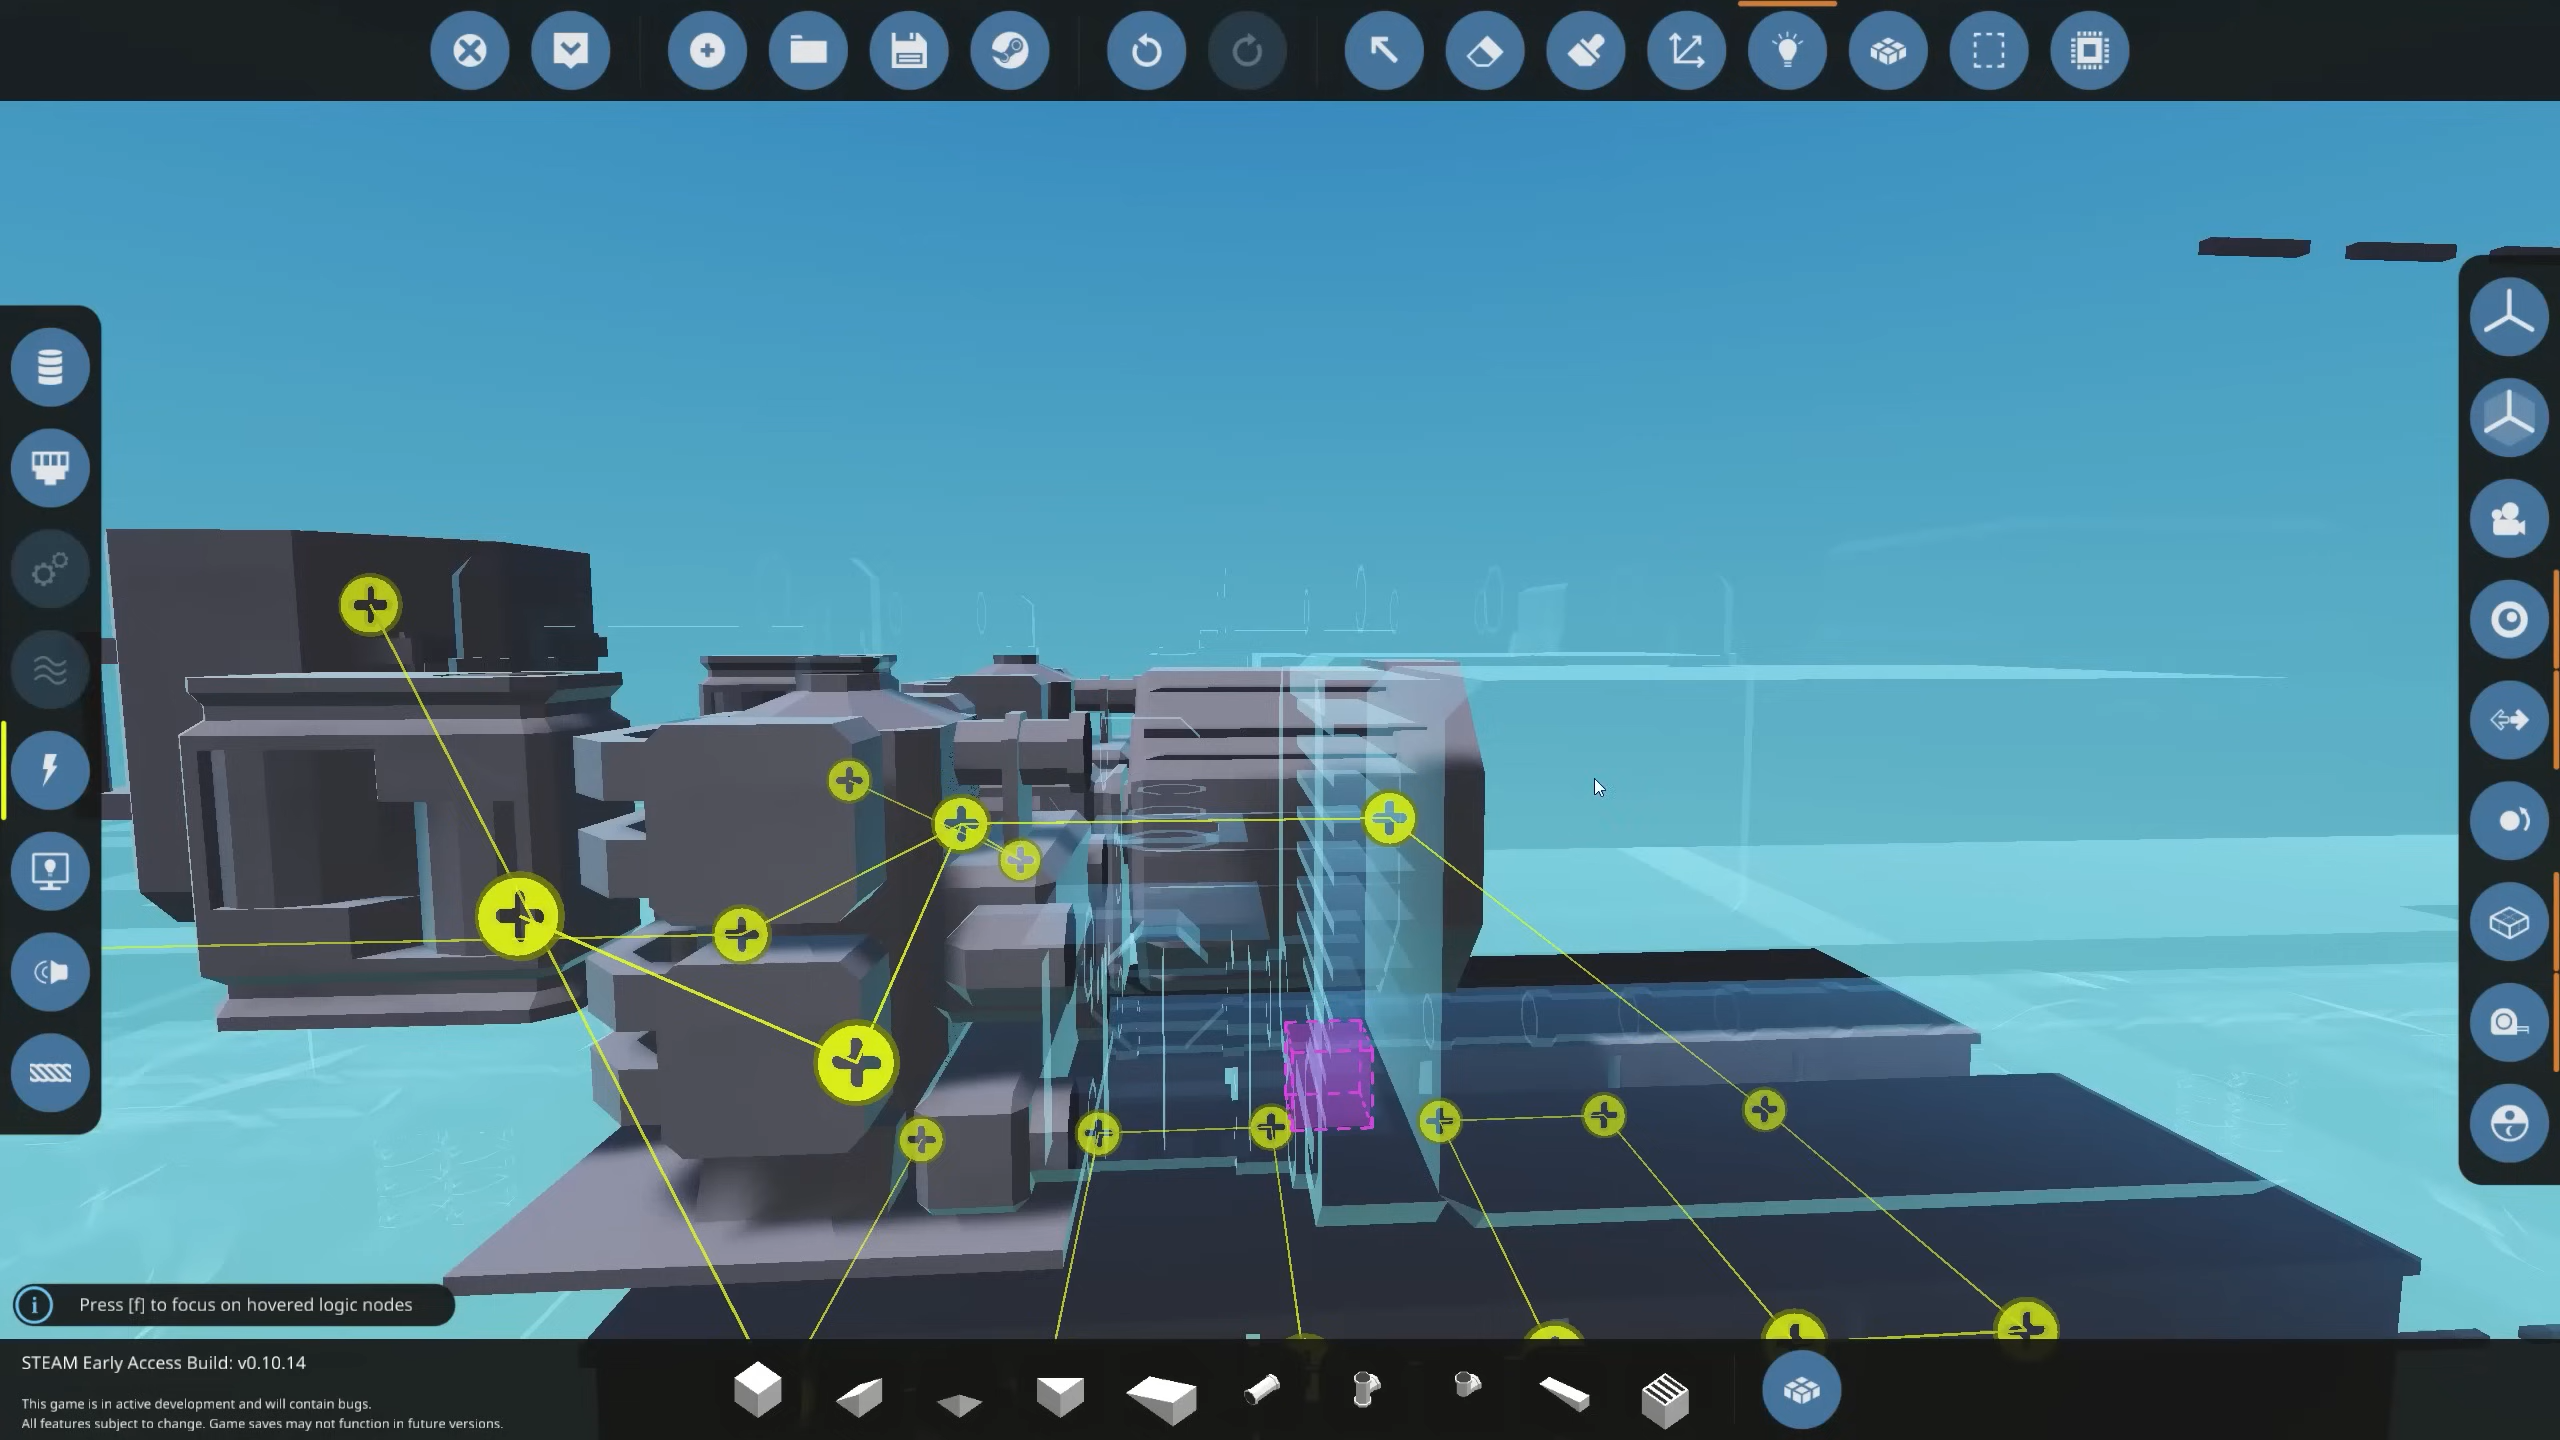 Press [f] to focus on hovered logic nodes
STEAM Early Access Build: v0.10.14
This game is in active development and will contain bugs.
All features subject to change. Game saves may not function in future versions.